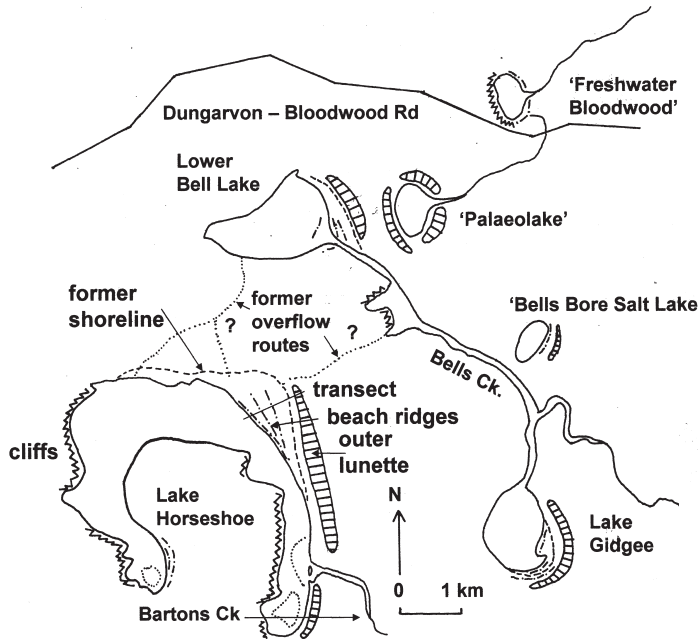 'Freshwater
Bloodwood'
Dungarvon – Bloodwood Rd
Lower
Bell Lake
'Palaeolake'
former
shoreline
former
overflow
routes
?
?
'Bells Bore Salt Lake
Bells Ck.
transect
beach ridges
outer
lunette
cliffs
Lake
Horseshoe
N
0 1 km
Lake
Gidgee
Bartons Ck